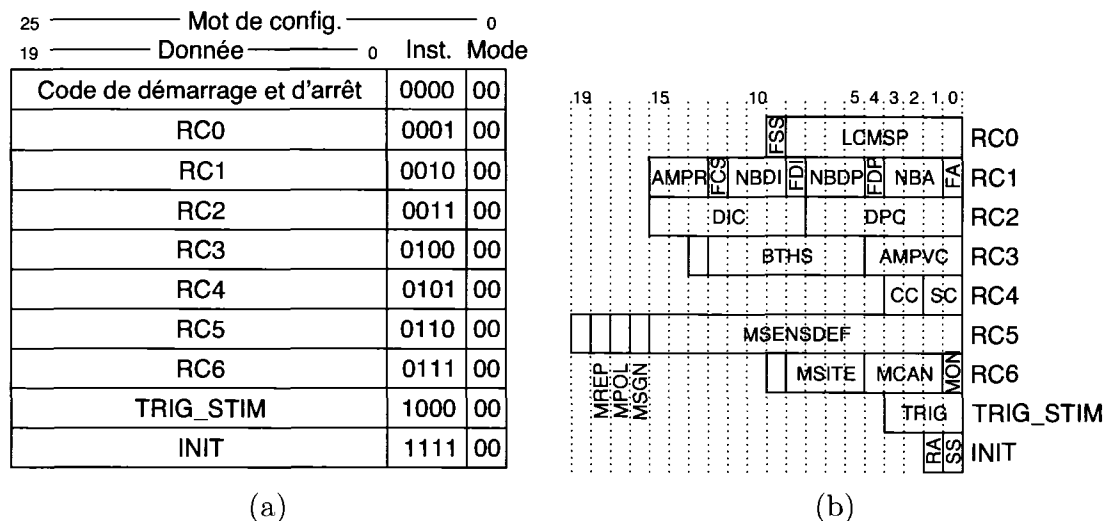 25 Mot de config. 0
19 Donnée 0 Inst. Mode
Code de démarrage et d'arrêt 0000 00
RC0 0001 00
RC1 0010 00
RC2 0011 00
RC3 0100 00
RC4 0101 00
RC5 0110 00
RC6 0111 00
TRIG_STIM 1000 00
INIT 1111 00
(a)
.19 .15 .10 5.4.3.2.1.0
FSS LCMSP RC0
AMPR FCS NBDI FDI NBDP FDP NBA FA RC1
DIC DPC RC2
BTHS AMPVC RC3
CC SC RC4
MSENSDEF RC5
MREP MPOL MSGN MSITE MCAN MON RC6
TRIG TRIG_STIM
RA SS INIT
(b)